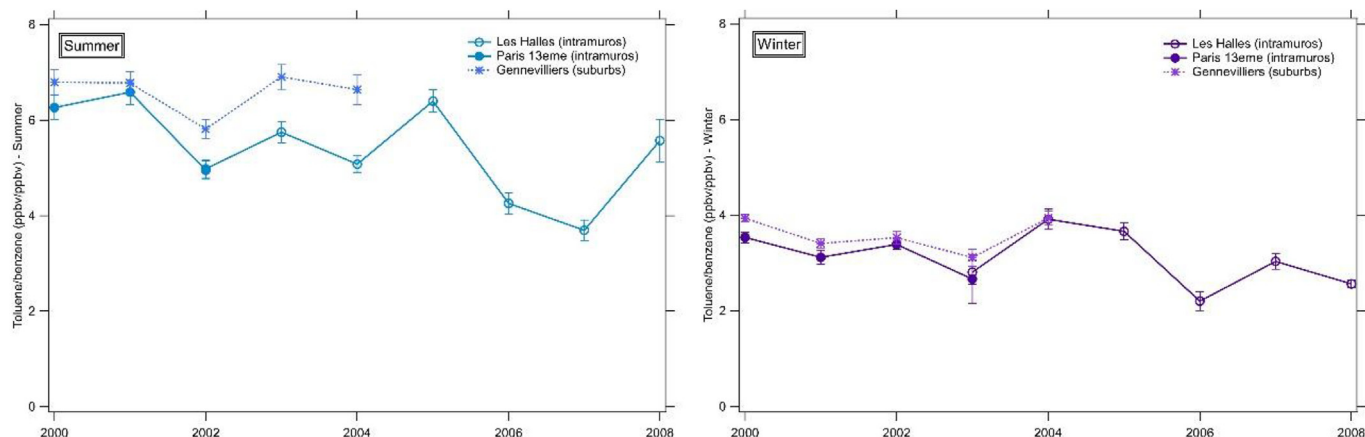 8
6
4
2
0
Toluene/benzene (ppbv/ppbv) - Summer
Summer
Les Halles (intramuros)
Paris 13eme (intramuros)
Gennevilliers (suburbs)
2000
2002
2004
2006
2008
8
6
4
2
0
Toluene/benzene (ppbv/ppbv) - Winter
Winter
Les Halles (intramuros)
Paris 13eme (intramuros)
Gennevilliers (suburbs)
2000
2002
2004
2006
2008